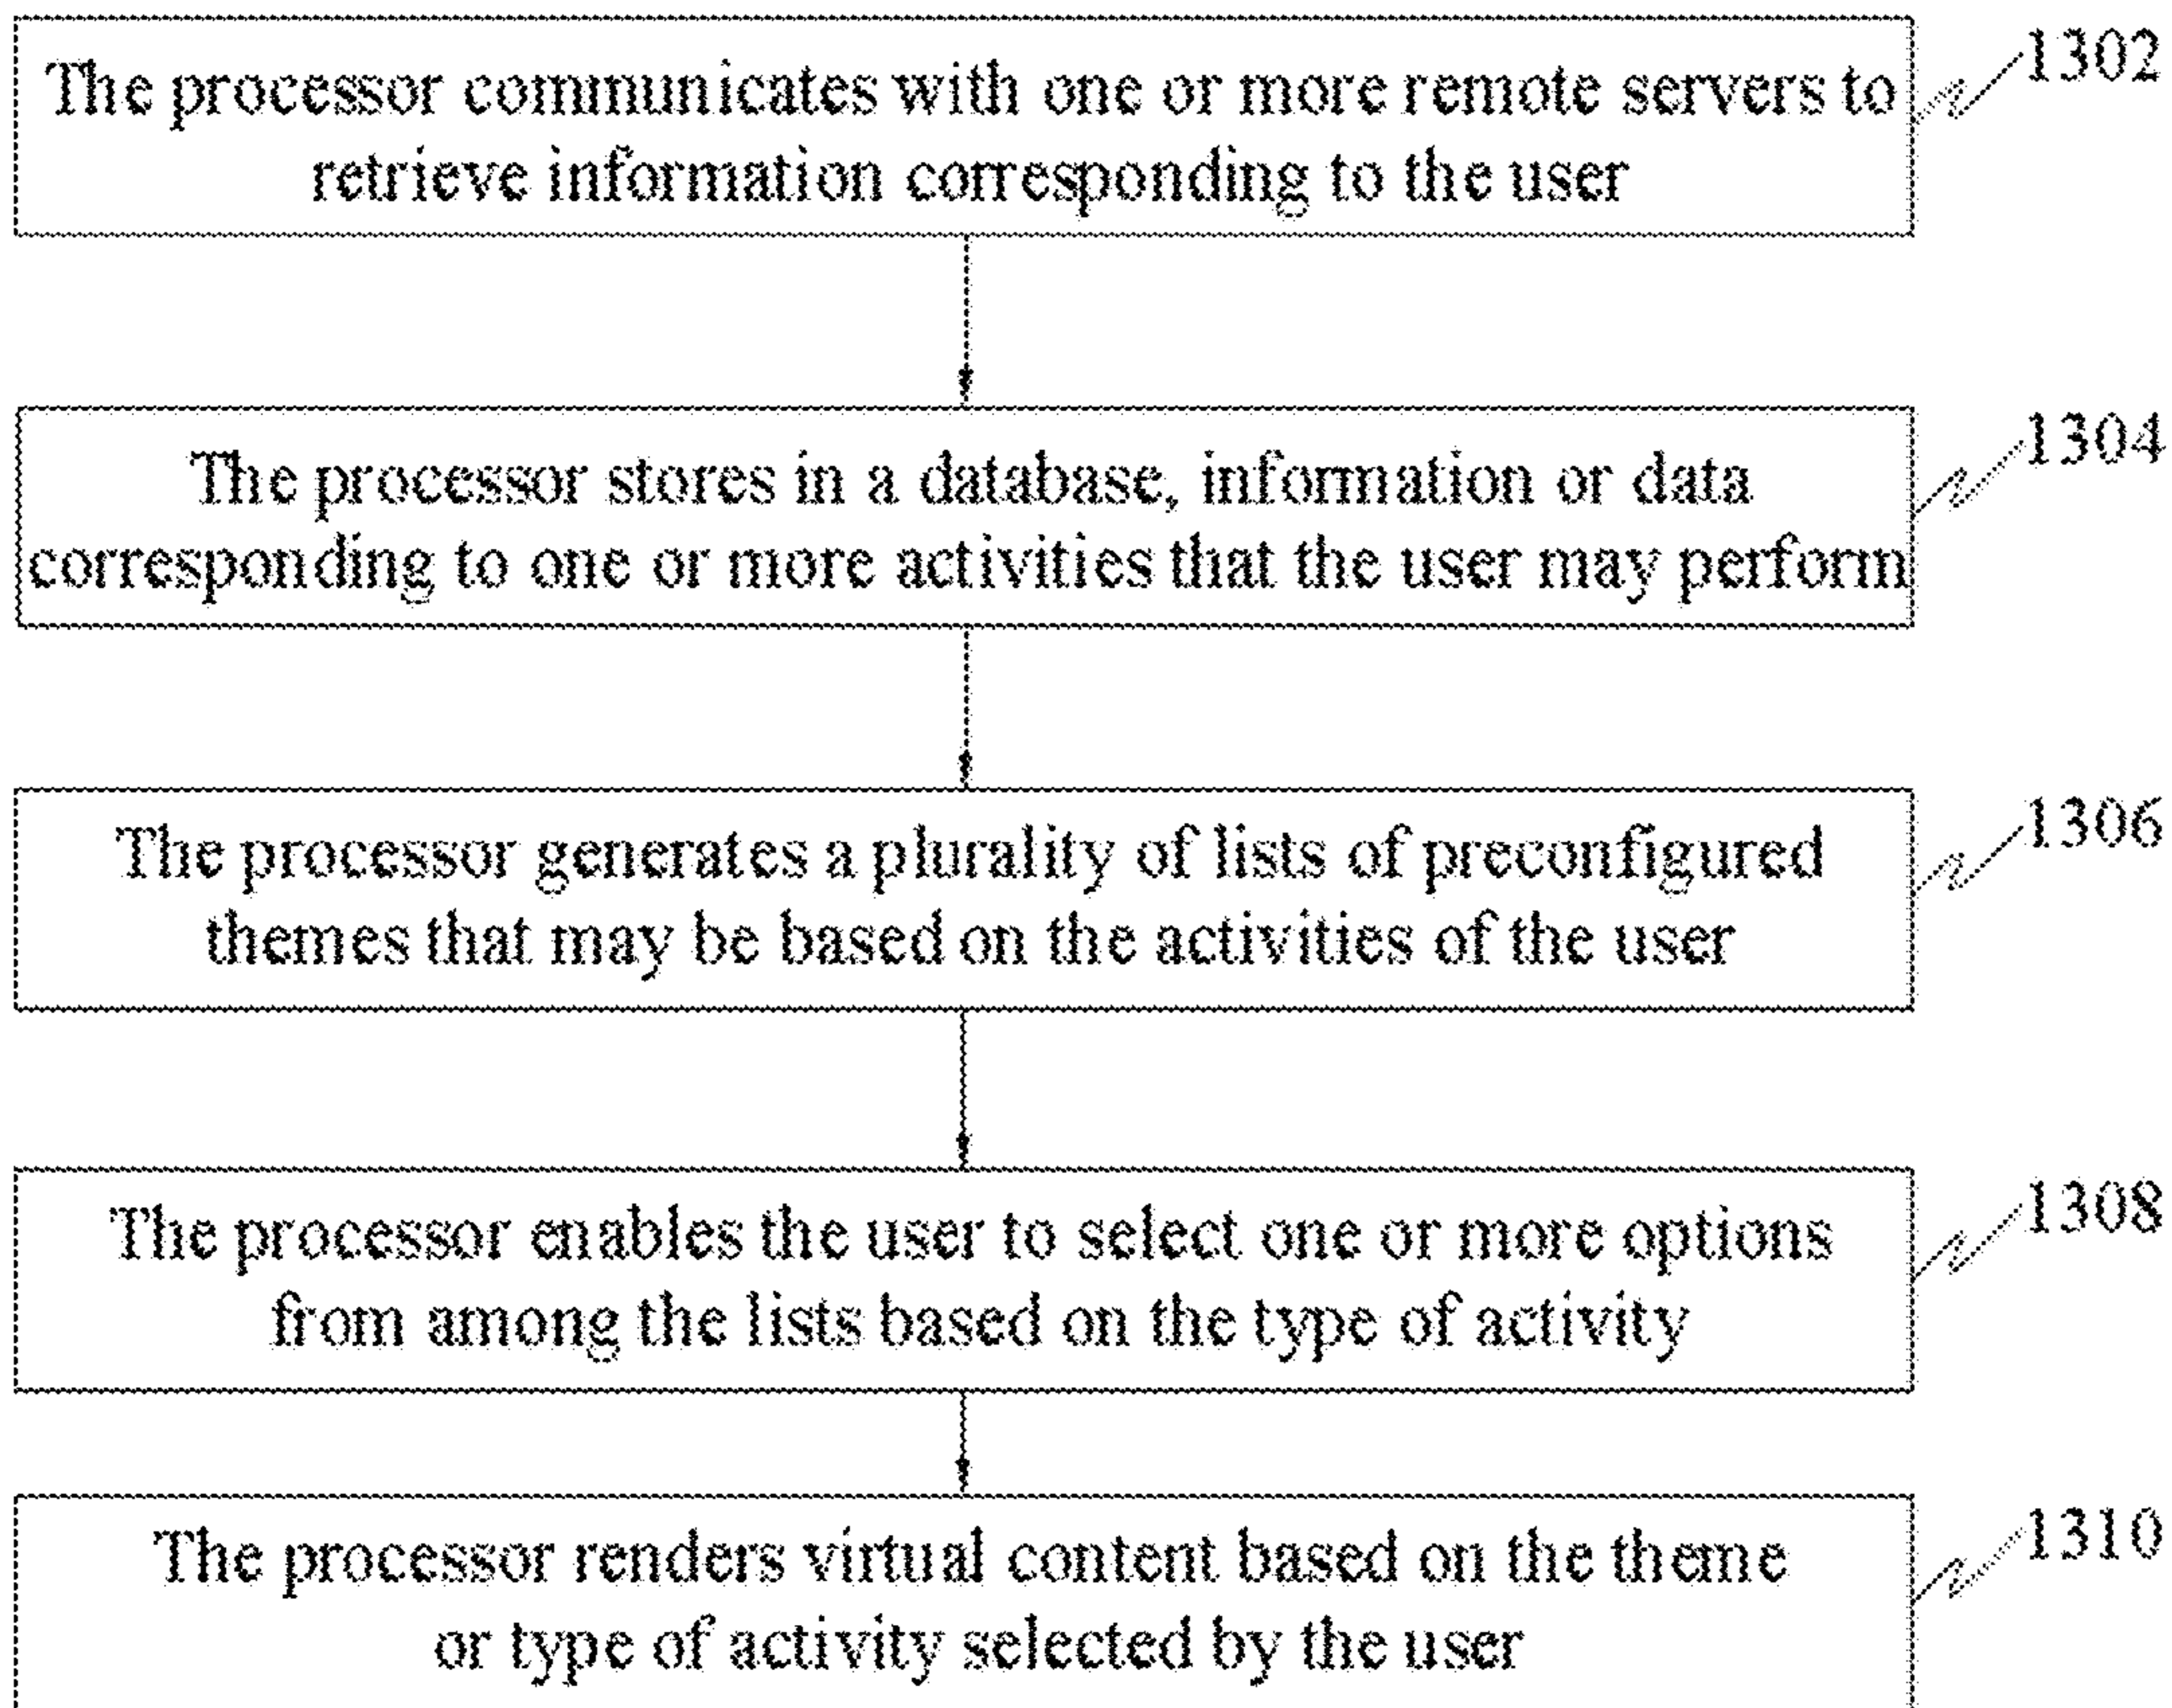 The processor communicates with one or more remote servers to
retrieve information corresponding to the user
1302
The processor stores in a database, information or data
corresponding to one or more activities that the user may perform
1304
The processor generates a plurality of lists of preconfigured
themes that may be based on the activities of the user
1306
The processor enables the user to select one or more options
from among the lists based on the type of activity
1308
The processor renders virtual content based on the theme
or type of activity selected by the user
1310